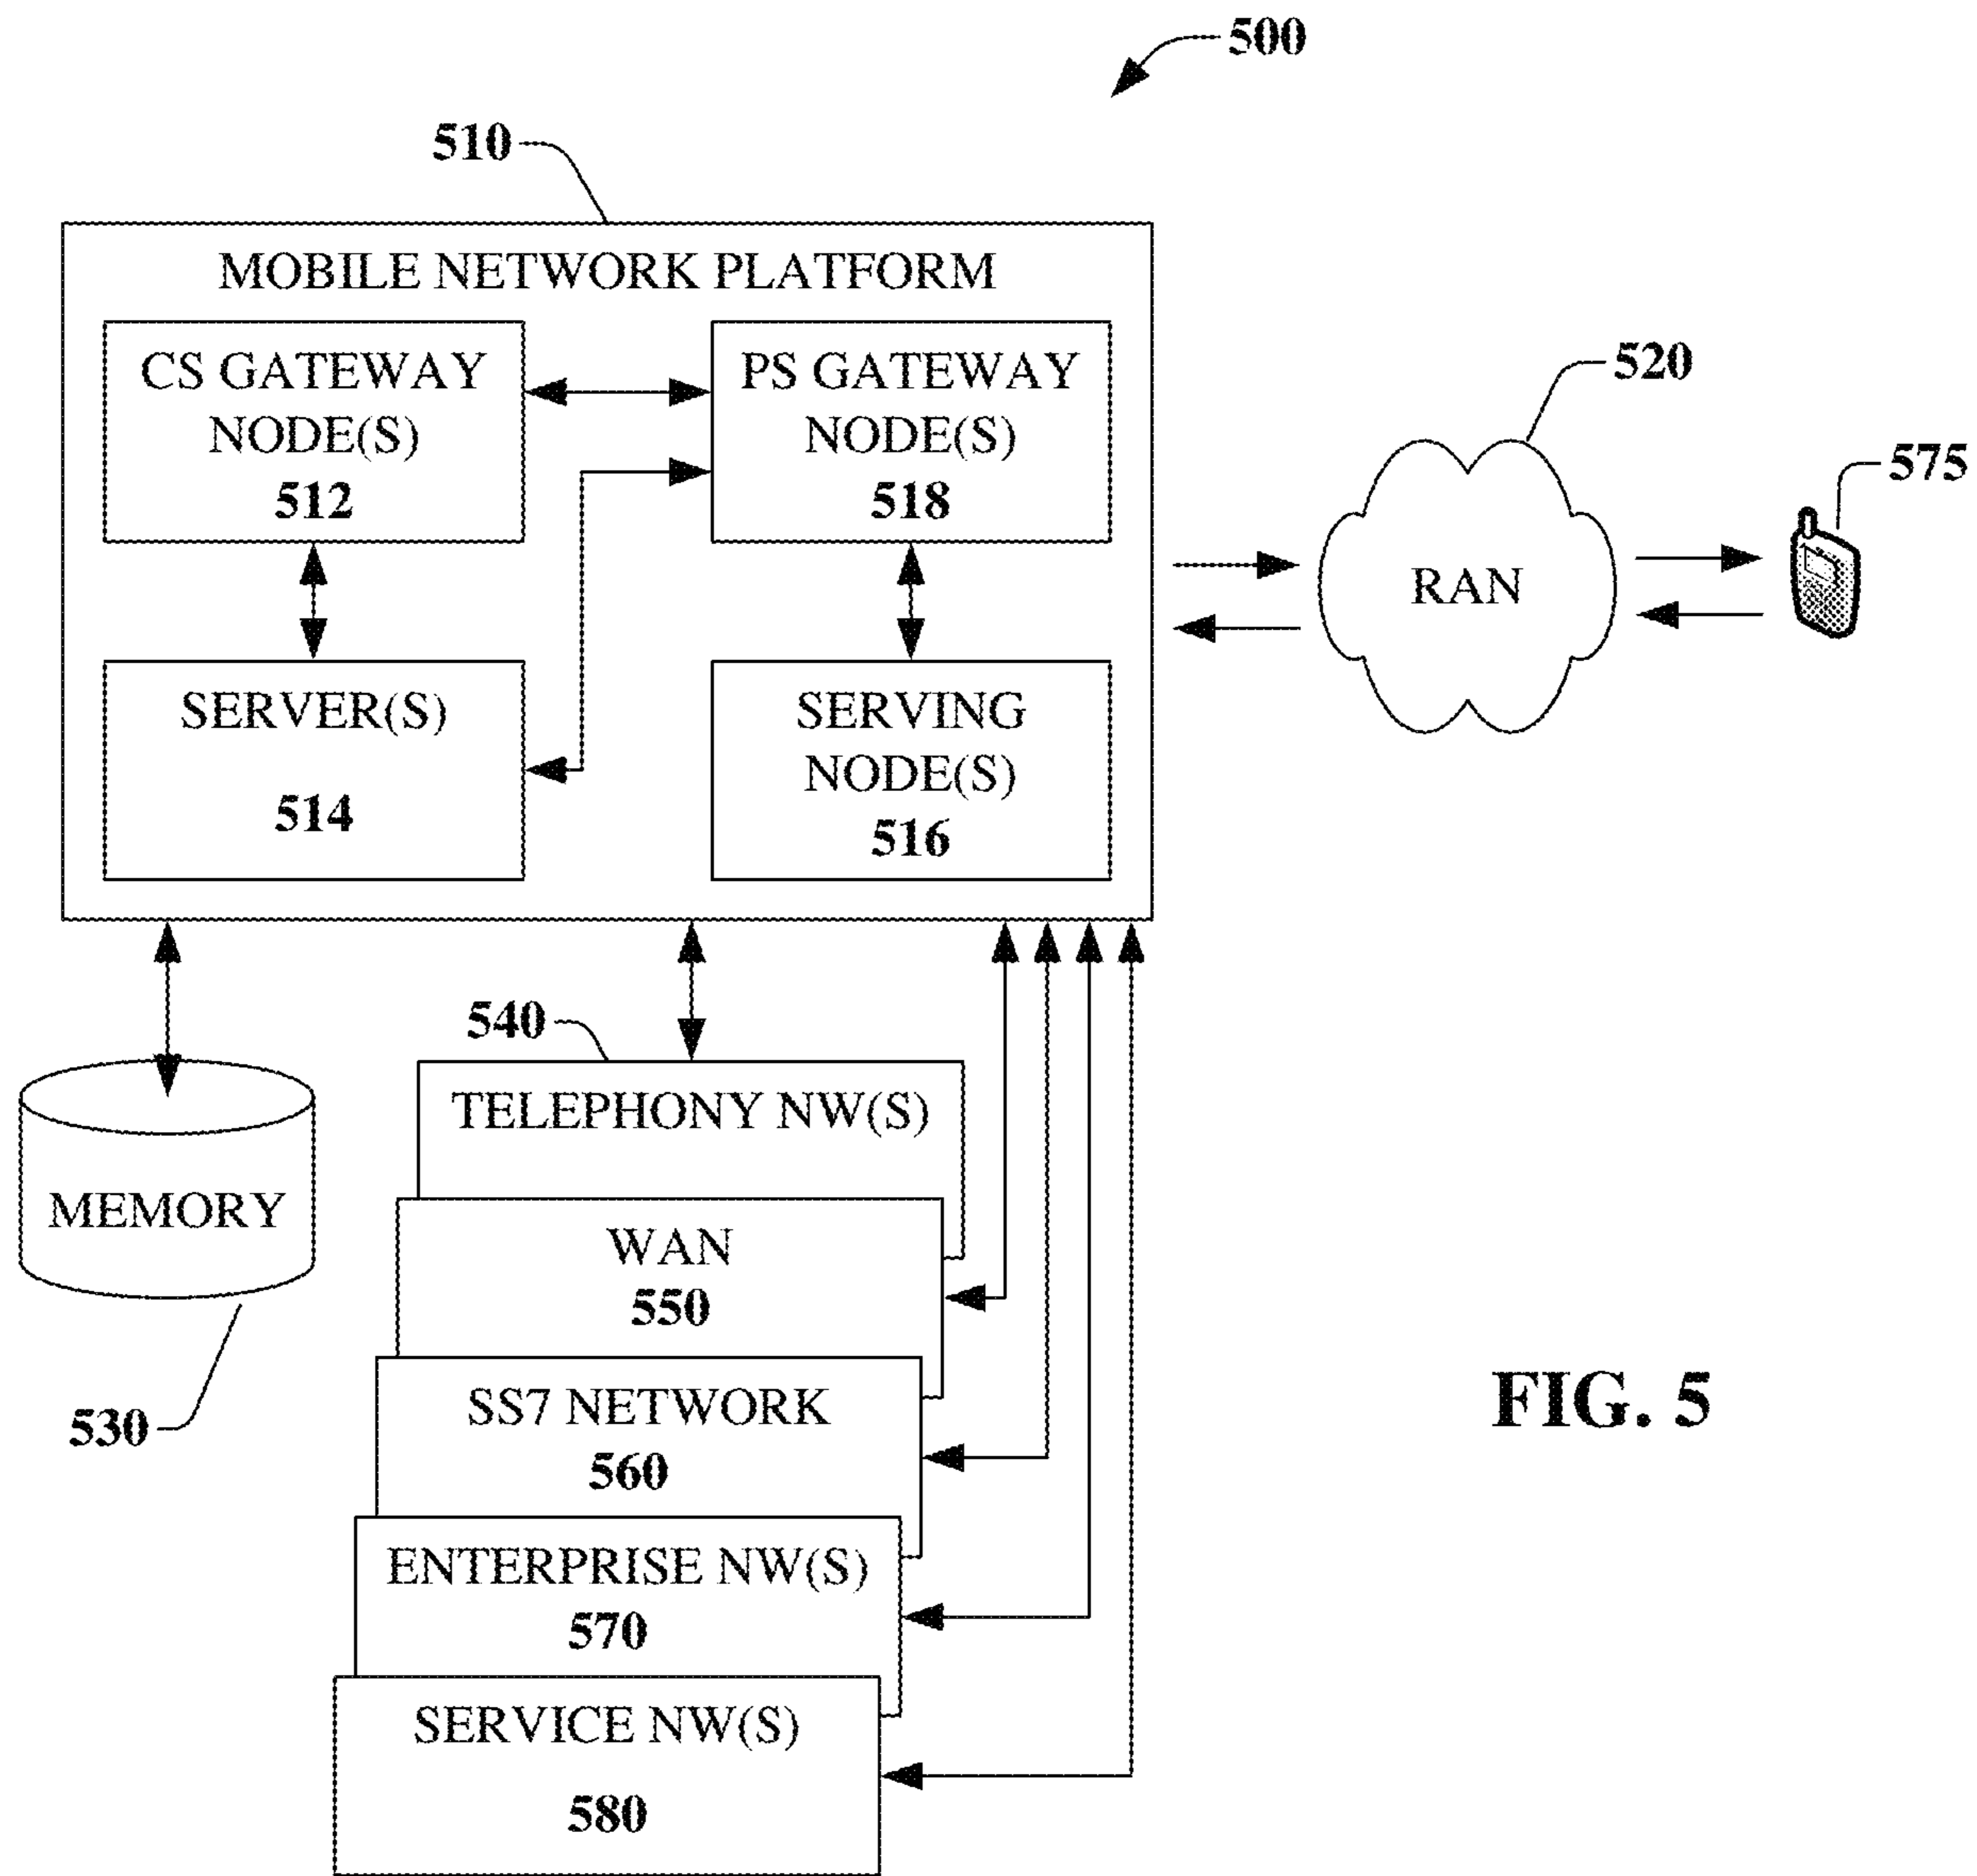 500
510
MOBILE NETWORK PLATFORM
CS GATEWAY
NODE(S)
512
PS GATEWAY
NODE(S)
518
SERVER(S)
514
SERVING
NODE(S)
516
520
RAN
575
540
TELEPHONY NW(S)
MEMORY
530
WAN
550
SS7 NETWORK
560
ENTERPRISE NW(S)
570
SERVICE NW(S)
580
FIG. 5